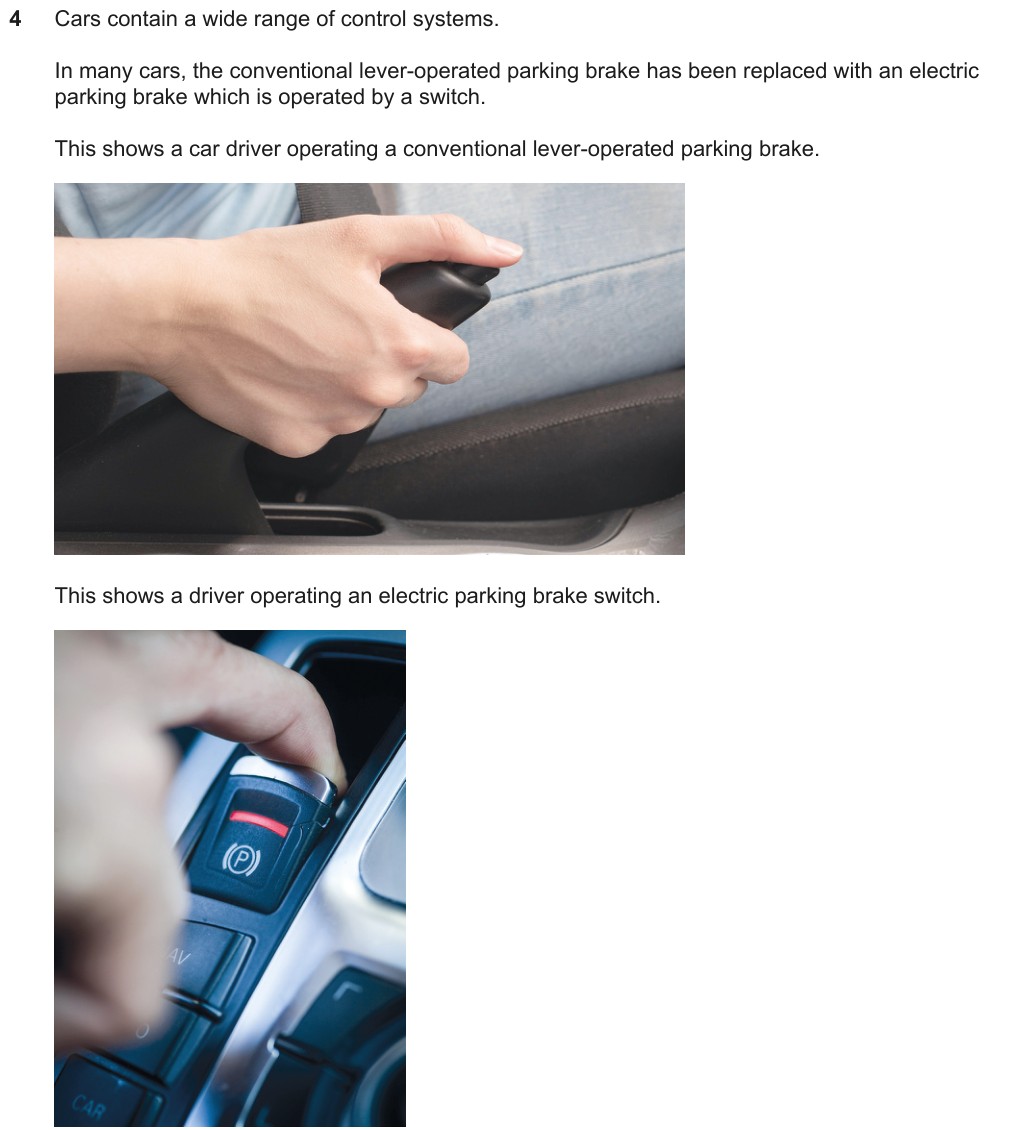 4 Cars contain a wide range of control systems.
In many cars, the conventional lever-operated parking brake has been replaced with an electric
parking brake which is operated by a switch.
This shows a car driver operating a conventional lever-operated parking brake.
This shows a driver operating an electric parking brake switch.
P
AV
CAR